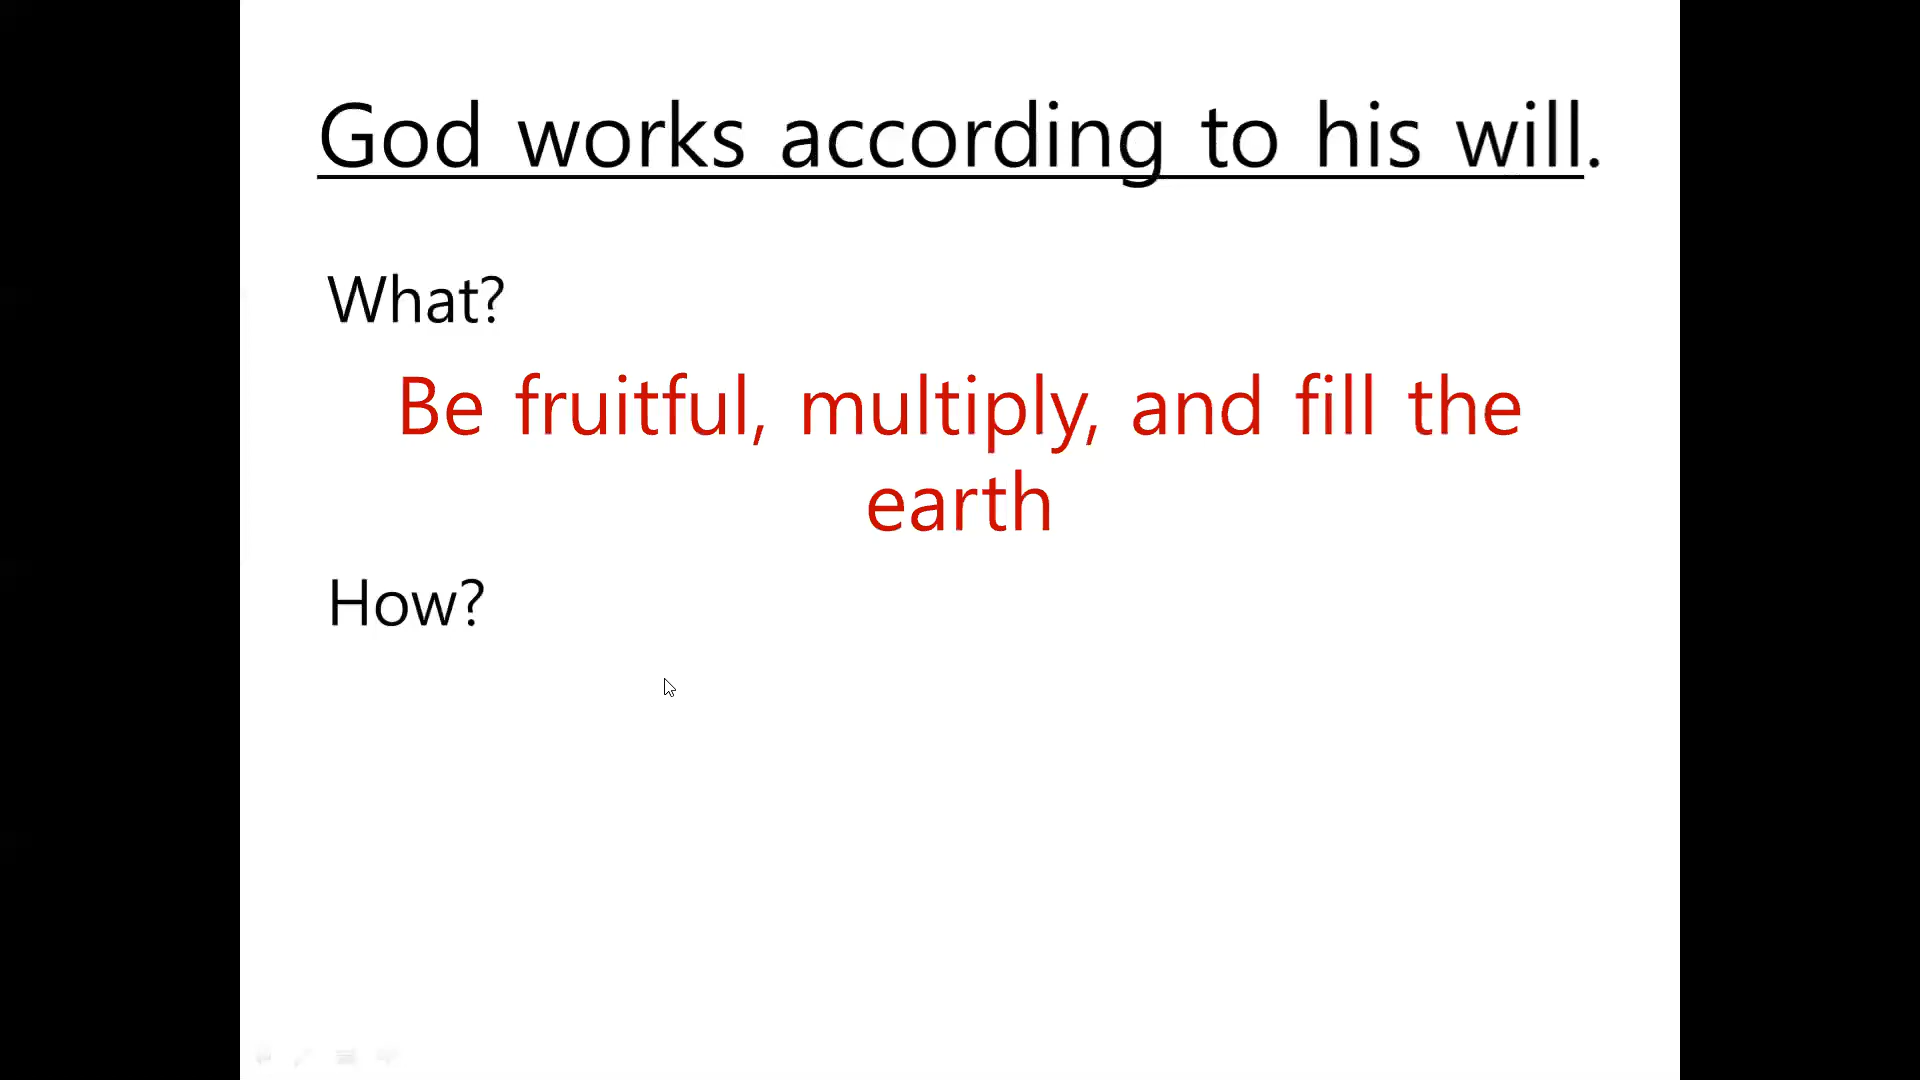 God works according to his will.
What?
Be fruitful, multiply, and fill the
earth
How?